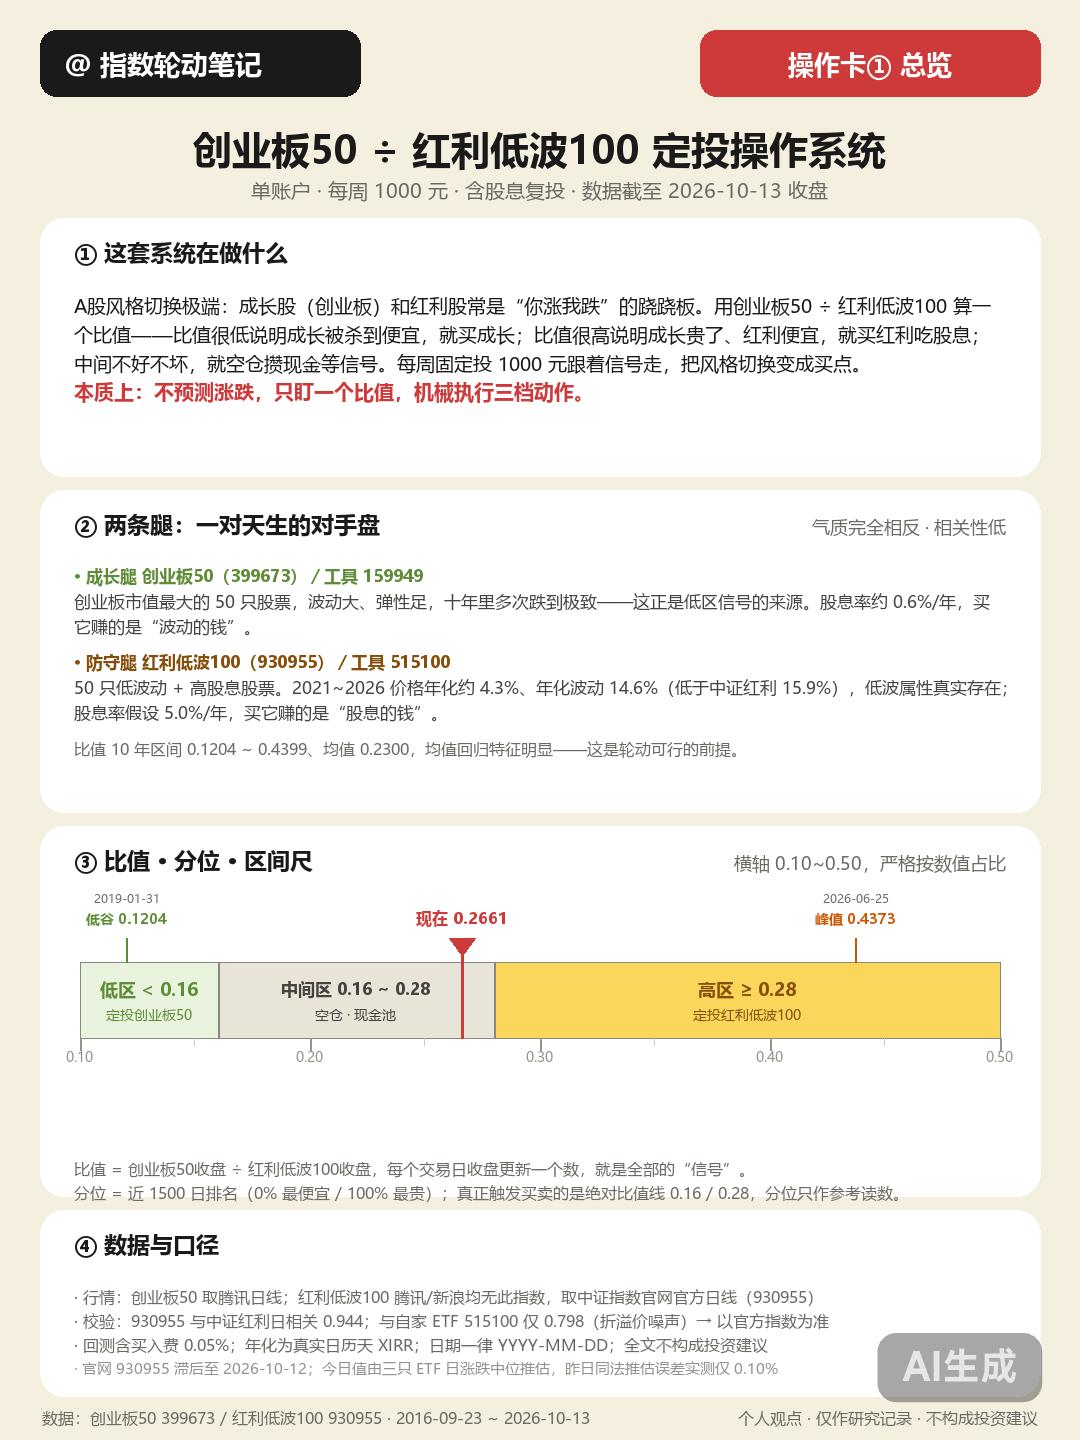 @ 指数轮动笔记
操作卡① 总览
创业板50 ÷ 红利低波100 定投操作系统
单账户 · 每周 1000 元 · 含股息复投 · 数据截至 2026-10-13 收盘
① 这套系统在做什么
A股风格切换极端：成长股（创业板）和红利股常是“你涨我跌”的跷跷板。用创业板50 ÷ 红利低波100 算一
个比值——比值很低说明成长被杀到便宜，就买成长；比值很高说明成长贵了、红利便宜，就买红利吃股息；
中间不好不坏，就空仓攒现金等信号。每周固定投 1000 元跟着信号走，把风格切换变成买点。
本质上：不预测涨跌，只盯一个比值，机械执行三档动作。
② 两条腿：一对天生的对手盘
气质完全相反 · 相关性低
• 成长腿 创业板50（399673） / 工具 159949
创业板市值最大的 50 只股票，波动大、弹性足，十年里多次跌到极致——这正是低区信号的来源。股息率约 0.6%/年，买
它赚的是“波动的钱”。
• 防守腿 红利低波100（930955） / 工具 515100
50 只低波动 + 高股息股票。2021~2026 价格年化约 4.3%、年化波动 14.6%（低于中证红利 15.9%），低波属性真实存在；
股息率假设 5.0%/年，买它赚的是“股息的钱”。
比值 10 年区间 0.1204 ~ 0.4399、均值 0.2300，均值回归特征明显——这是轮动可行的前提。
③ 比值 • 分位 • 区间尺
横轴 0.10~0.50，严格按数值占比
2019-01-31
低谷 0.1204
现在 0.2661
2026-06-25
峰值 0.4373
低区 < 0.16
定投创业板50
中间区 0.16 ~ 0.28
空仓 · 现金池
高区 ≥ 0.28
定投红利低波100
0.10
0.20
0.30
0.40
0.50
比值 = 创业板50收盘 ÷ 红利低波100收盘，每个交易日收盘更新一个数，就是全部的“信号”。
分位 = 近 1500 日排名（0% 最便宜 / 100% 最贵）；真正触发买卖的是绝对比值线 0.16 / 0.28，分位只作参考读数。
④ 数据与口径
· 行情：创业板50 取腾讯日线；红利低波100 腾讯/新浪均无此指数，取中证指数官网官方日线（930955）
· 校验：930955 与中证红利日相关 0.944；与自家 ETF 515100 仅 0.798（折溢价噪声）→ 以官方指数为准
· 回测含买入费 0.05%；年化为真实日历天 XIRR；日期一律 YYYY-MM-DD；全文不构成投资建议
· 官网 930955 滞后至 2026-10-12；今日值由三只 ETF 日涨跌中位推估，昨日同法推估误差实测仅 0.10%
AI生成
数据：创业板50 399673 / 红利低波100 930955 · 2016-09-23 ~ 2026-10-13
个人观点 · 仅作研究记录 · 不构成投资建议